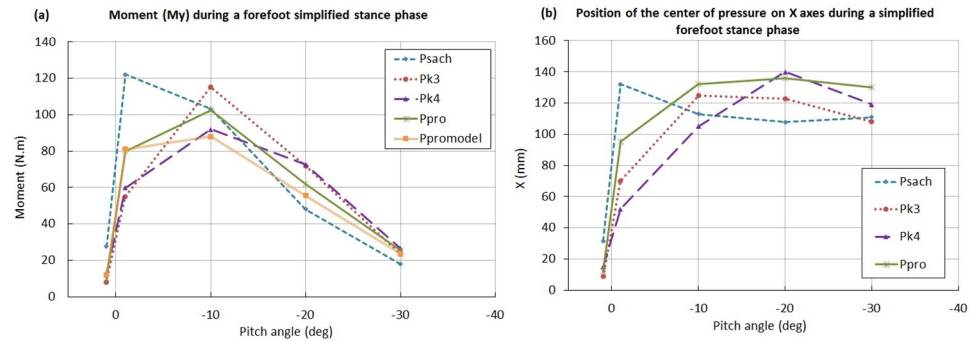 (a)
Moment (My) during a forefoot simplified stance phase
140
120
100
80
60
40
20
0
Moment (N.m)
0 -10 -20 -30 -40
Pitch angle (deg)
Psach
Pk3
Pk4
Ppro
Ppromodel
(b)
Position of the center of pressure on X axes during a simplified
forefoot stance phase
160
140
120
100
80
60
40
20
0
X (mm)
0 -10 -20 -30 -40
Pitch angle (deg)
Psach
Pk3
Pk4
Ppro